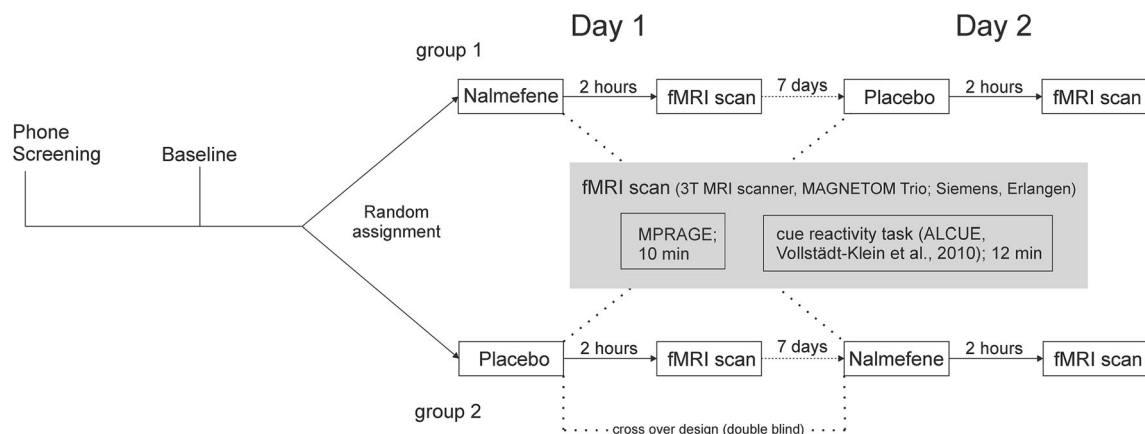 Day 1
Day 2
group 1
Nalmefene
2 hours
fMRI scan
7 days
Placebo
2 hours
fMRI scan
Phone
Screening
Baseline
Random
assignment
fMRI scan (3T MRI scanner, MAGNETOM Trio; Siemens, Erlangen)
MPRAGE;
10 min
cue reactivity task (ALCUE,
Vollstädt-Klein et al., 2010); 12 min
Placebo
2 hours
fMRI scan
7 days
Nalmefene
2 hours
fMRI scan
group 2
cross over design (double blind)